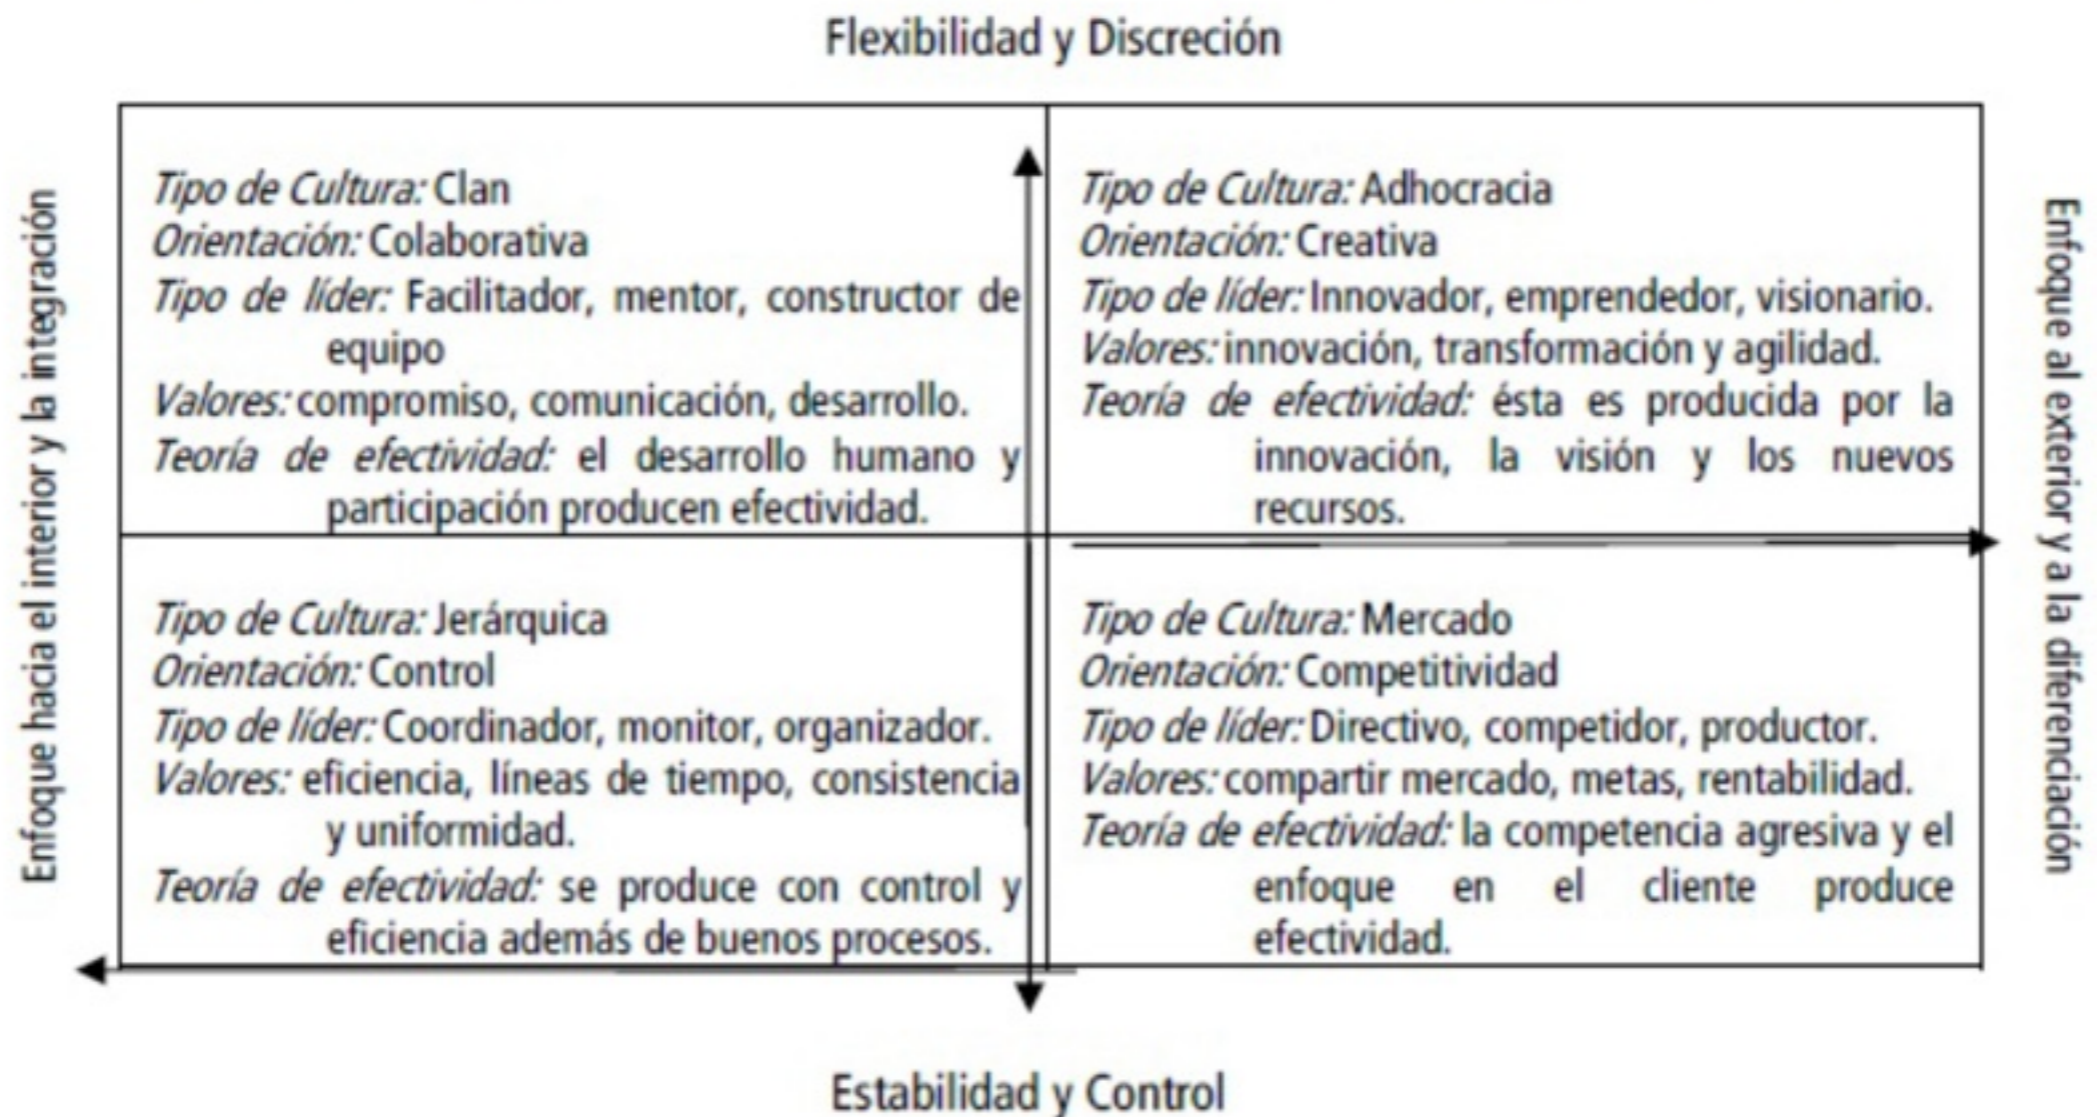 Flexibilidad y Discreción
Enfoque hacia el interior y la integración
Tipo de Cultura: Clan
Orientación: Colaborativa
Tipo de líder: Facilitador, mentor, constructor de
equipo
Valores: compromiso, comunicación, desarrollo.
Teoría de efectividad: el desarrollo humano y
participación producen efectividad.
Tipo de Cultura: Adhocracia
Orientación: Creativa
Tipo de líder: Innovador, emprendedor, visionario.
Valores: innovación, transformación y agilidad.
Teoría de efectividad: ésta es producida por la
innovación, la visión y los nuevos
recursos.
Tipo de Cultura: Jerárquica
Orientación: Control
Tipo de líder: Coordinador, monitor, organizador.
Valores: eficiencia, líneas de tiempo, consistencia
y uniformidad.
Teoría de efectividad: se produce con control y
eficiencia además de buenos procesos.
Tipo de Cultura: Mercado
Orientación: Competitividad
Tipo de líder: Directivo, competidor, productor.
Valores: compartir mercado, metas, rentabilidad.
Teoría de efectividad: la competencia agresiva y el
enfoque en el cliente produce
efectividad.
Enfoque al exterior y a la diferenciación
Estabilidad y Control